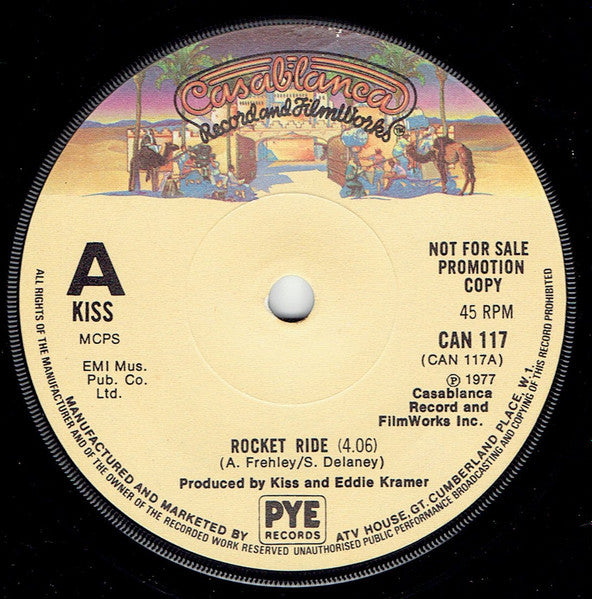 Casablanca
Record and FilmWorks™
A
KISS
MCPS
EMI Mus.
Pub. Co.
Ltd.
NOT FOR SALE
PROMOTION
COPY
45 RPM
CAN 117
(CAN 117A)
℗ 1977
Casablanca
Record and
FilmWorks Inc.
ROCKET RIDE (4.06)
(A. Frehley/S. Delaney)
Produced by Kiss and Eddie Kramer
PYE
RECORDS
MANUFACTURED AND MARKETED BY
ATV HOUSE, GT. CUMBERLAND PLACE, W.1.
ALL RIGHTS OF THE MANUFACTURER AND OF THE OWNER OF THE RECORDED WORK RESERVED UNAUTHORISED PUBLIC PERFORMANCE BROADCASTING AND COPYING OF THIS RECORD PROHIBITED